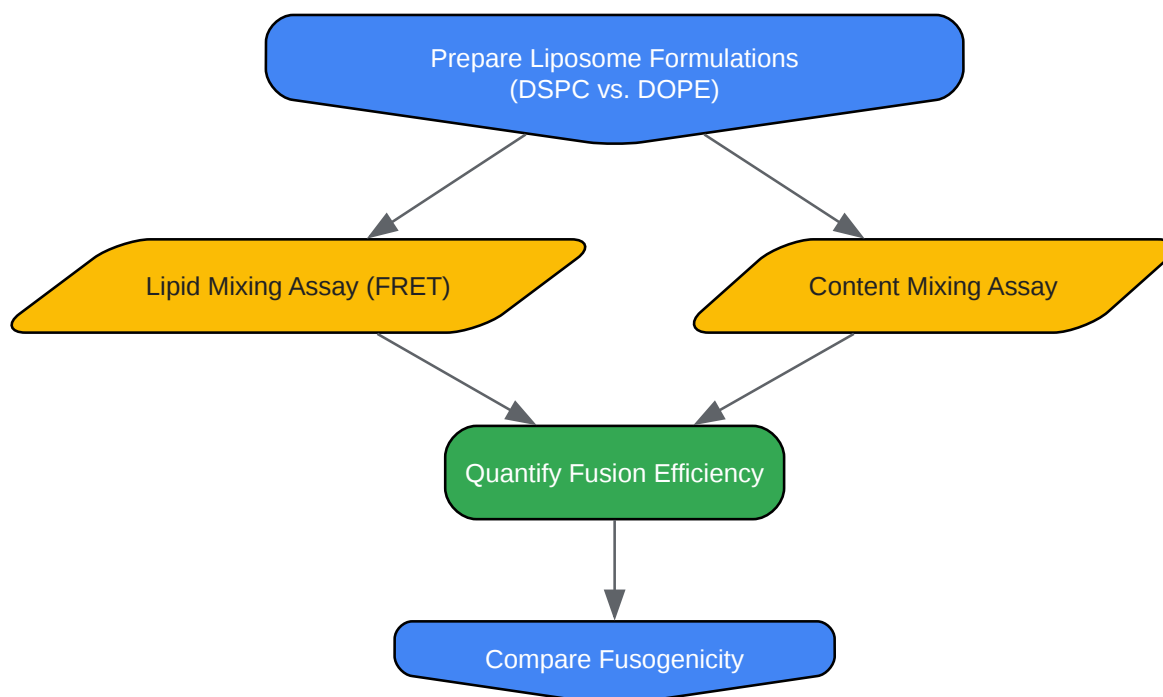 Prepare Liposome Formulations
(DSPC vs. DOPE)
Lipid Mixing Assay (FRET)
Content Mixing Assay
Quantify Fusion Efficiency
Compare Fusogenicity